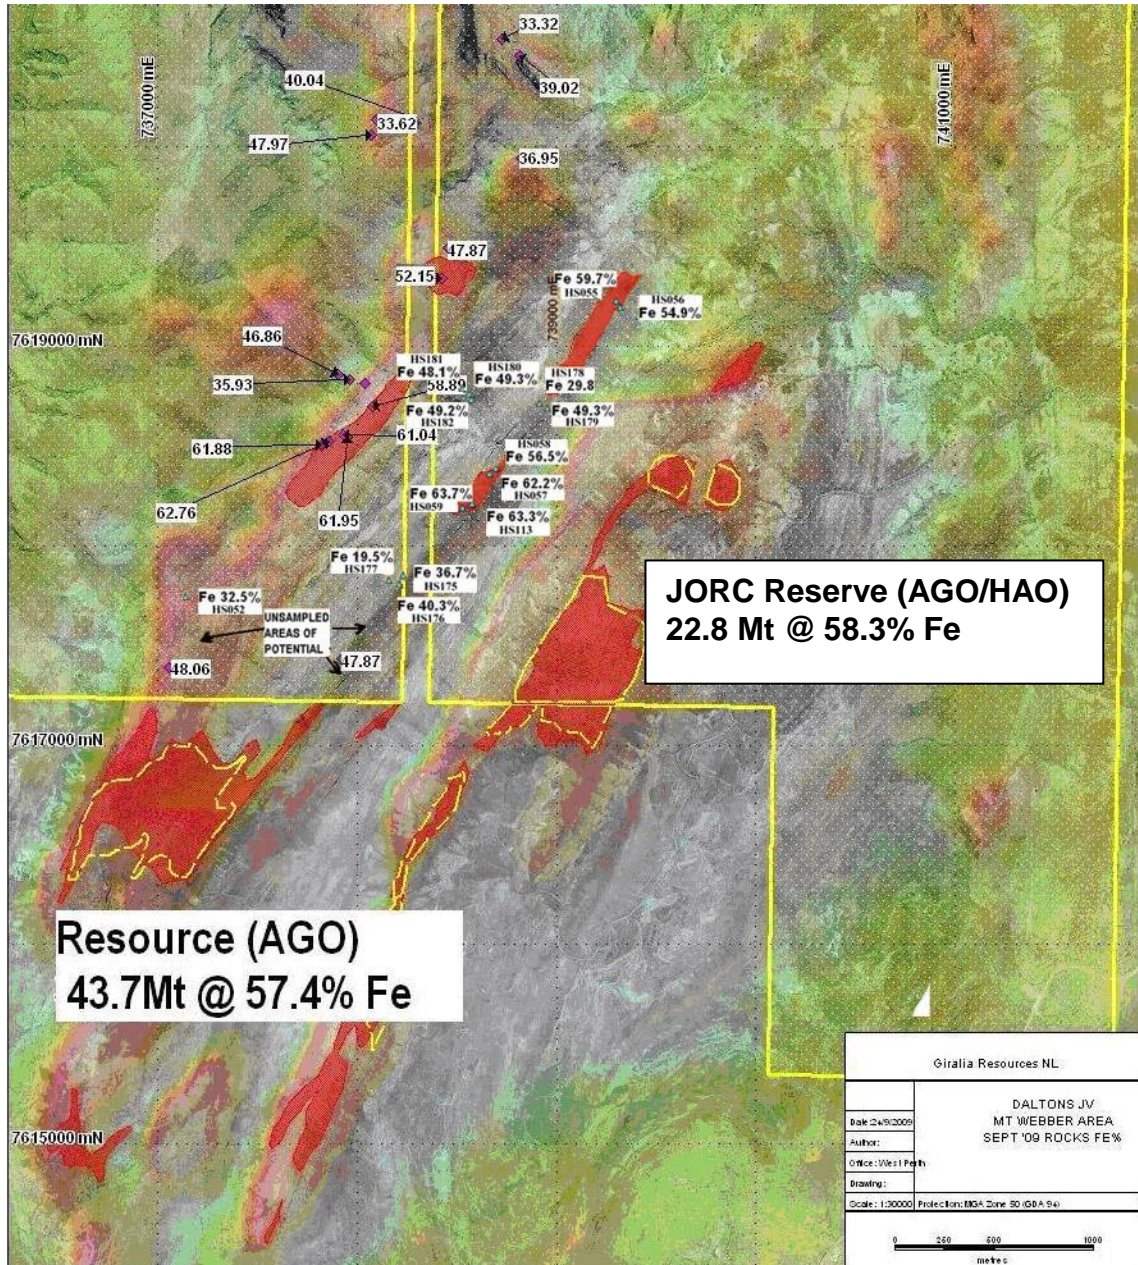 33.32
39.02
40.04
737000 mE
741000 mE
33.62
47.97
36.95
47.87
52.15
Fe 59.7%
HS055
HS056
Fe 54.9%
739000 mE
7619000 mN
46.86
35.93
HS181
Fe 48.1%
58.89
HS180
Fe 49.3%
HS178
Fe 29.8
Fe 49.2%
HS182
Fe 49.3%
HS179
61.88
61.04
HS058
Fe 56.5%
62.76
61.95
Fe 63.7%
HS059
Fe 62.2%
HS057
Fe 63.3%
HS113
Fe 19.5%
HS177
Fe 36.7%
HS175
Fe 40.3%
HS176
Fe 32.5%
HS052
UNSAMPLED
AREAS OF
POTENTIAL
47.87
48.06
JORC Reserve (AGO/HAO)
22.8 Mt @ 58.3% Fe
7617000 mN
Resource (AGO)
43.7Mt @ 57.4% Fe
7615000 mN
Giralia Resources NL
DALTONS JV
MT WEBBER AREA
SEPT '09 ROCKS FE%
Date:24/9/2009
Author:
Office: West Perth
Drawing:
Scale: 1:30000
Projection: MGA Zone 50 (GDA 94)
0 250 500 1000
metres